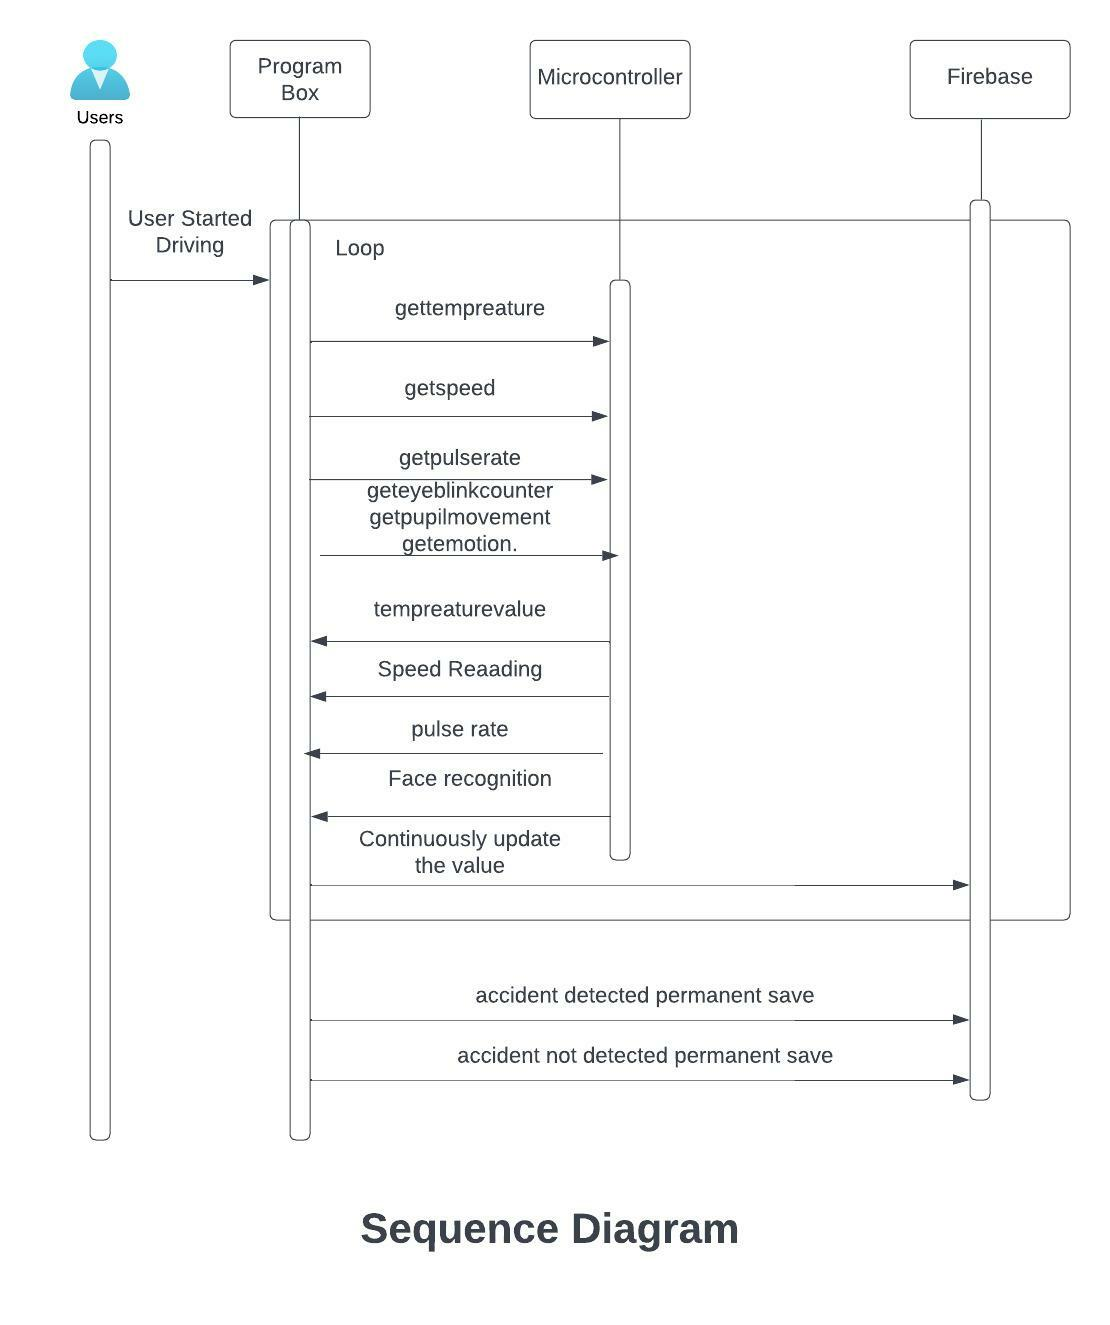 Users
Program
Box
Microcontroller
Firebase
User Started
Driving
Loop
gettempreature
getspeed
getpulserate
geteyeblinkcounter
getpupilmovement
getemotion.
tempreaturevalue
Speed Reaading
pulse rate
Face recognition
Continuously update
the value
accident detected permanent save
accident not detected permanent save
Sequence Diagram